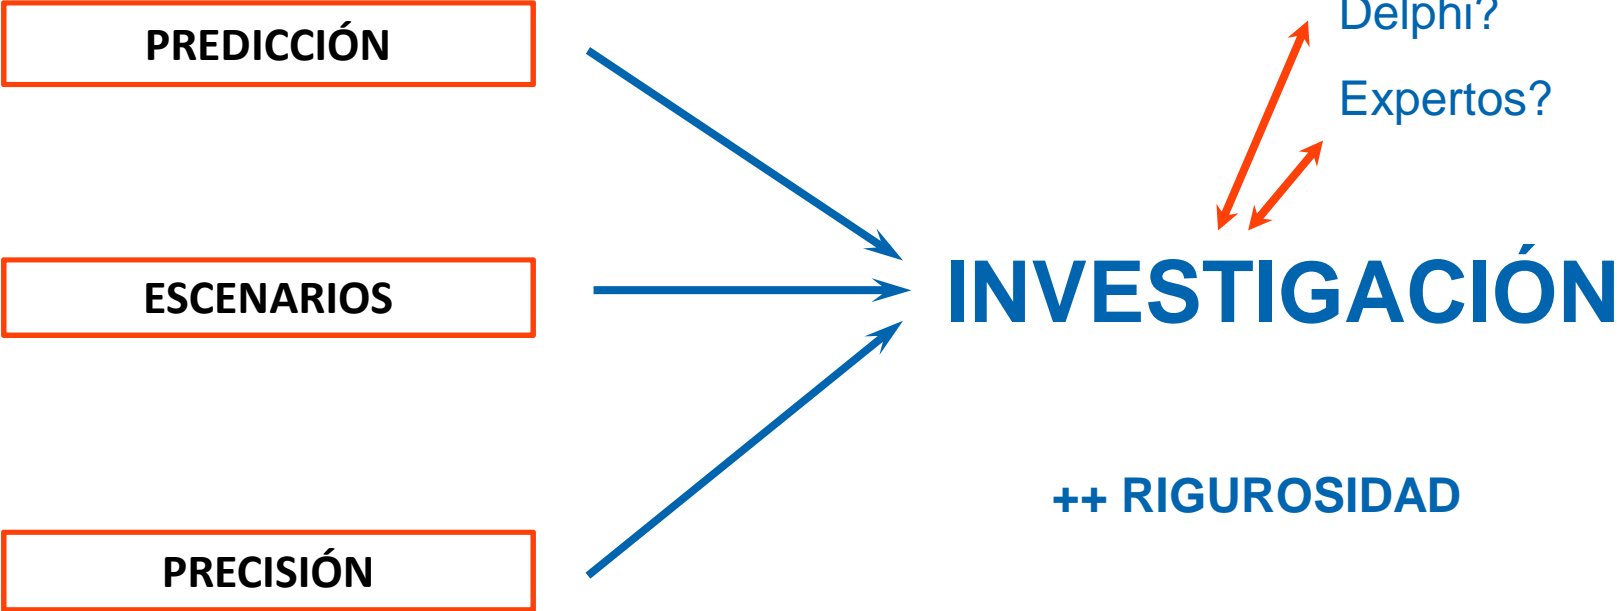 Delphi?
PREDICCIÓN
Expertos?
ESCENARIOS
INVESTIGACIÓN
++ RIGUROSIDAD
PRECISIÓN